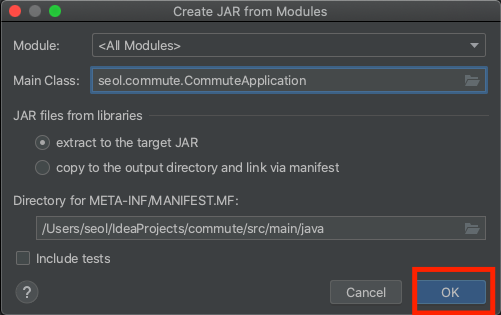 Create JAR from Modules
Module: <All Modules>
Main Class: seol.commute.CommuteApplication
JAR files from libraries
extract to the target JAR
copy to the output directory and link via manifest
Directory for META-INF/MANIFEST.MF:
/Users/seol/IdeaProjects/commute/src/main/java
Include tests
? Cancel OK